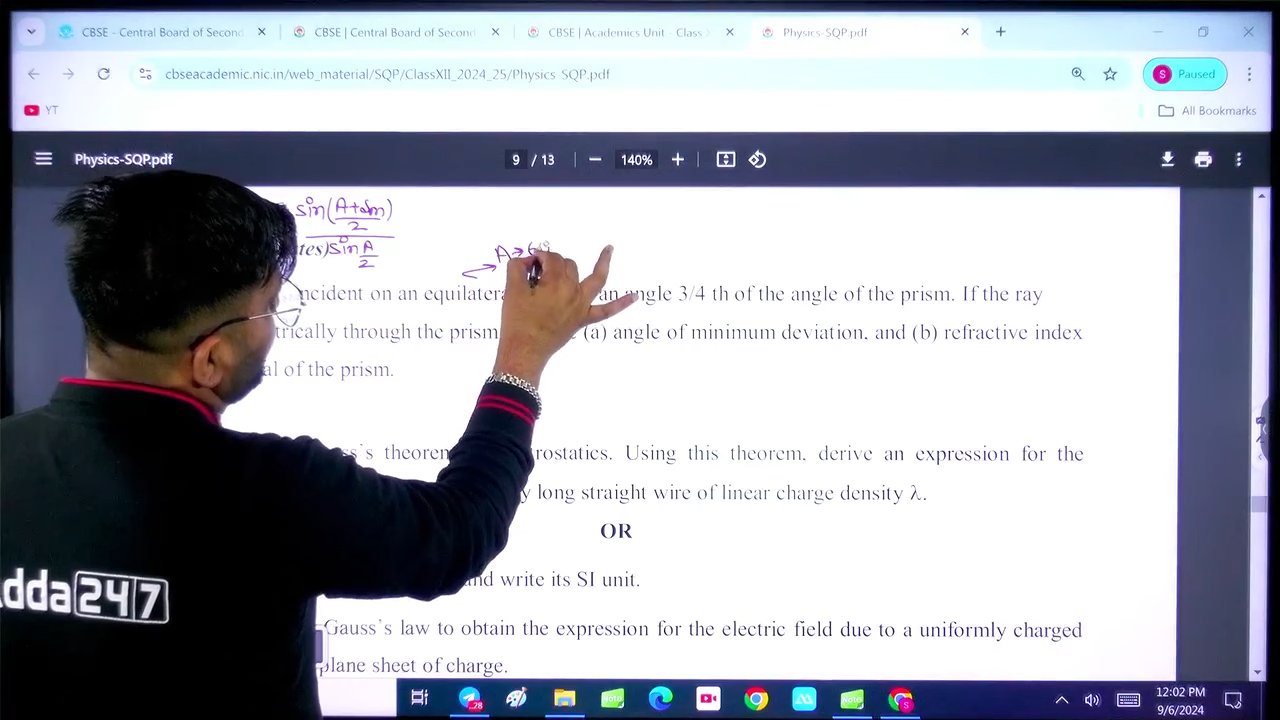 CBSE - Central Board of Second
CBSE | Central Board of Second
CBSE | Academics Unit - Class X
Physics-SQP.pdf
cbseacademic.nic.in/web_material/SQP/ClassXII_2024_25/Physics_SQP.pdf
S Paused
YT
All Bookmarks
Physics-SQP.pdf
9 / 13
140%
sin(A+δm)
2
tes) sin A
2
A → 60°
ncident on an equilatera an angle 3/4 th of the angle of the prism. If the ray
trically through the prism (a) angle of minimum deviation, and (b) refractive index
al of the prism.
ss's theorem rostatics. Using this theorem, derive an expression for the
y long straight wire of linear charge density λ.
OR
and write its SI unit.
Gauss's law to obtain the expression for the electric field due to a uniformly charged
plane sheet of charge.
dda247
28
Note
Note
S
12:02 PM
9/6/2024